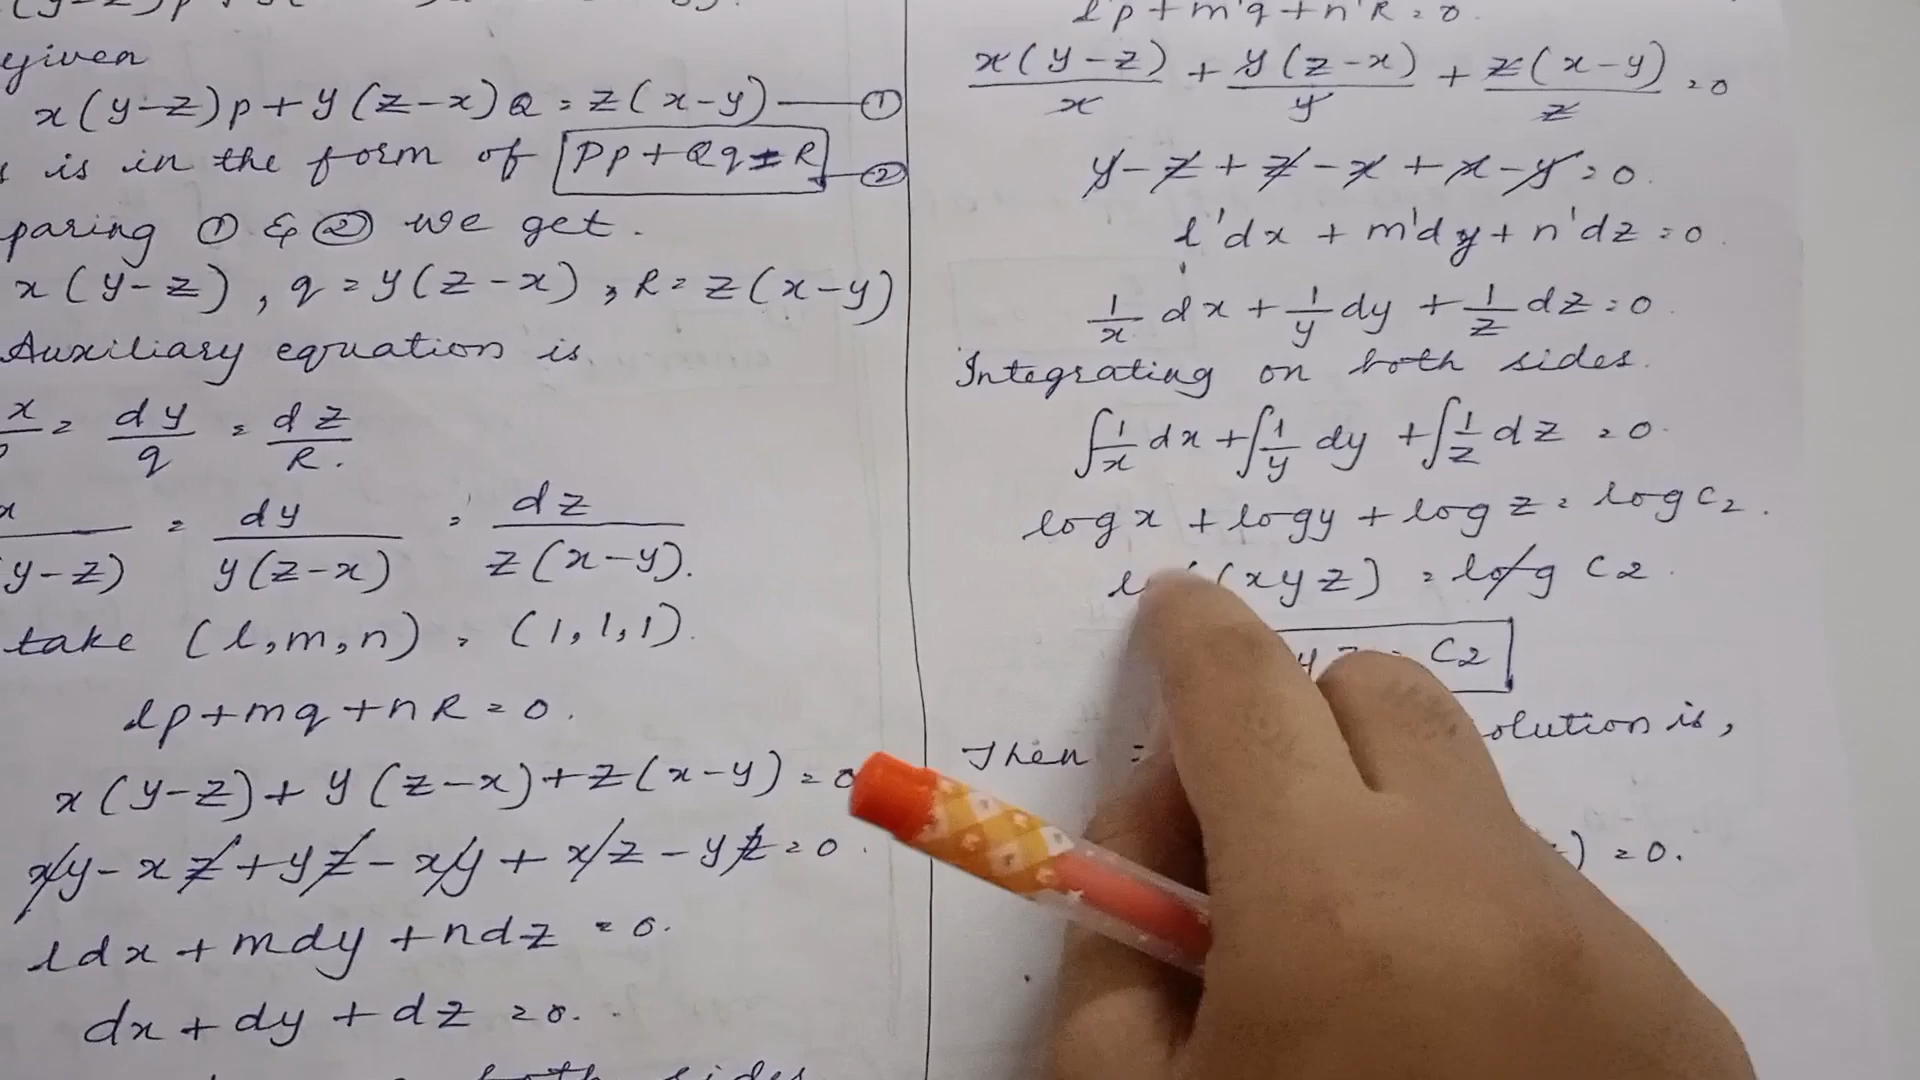 given
x(y-z)p+y(z-x)Q=z(x-y) — ①
is in the form of Pp+Qq=R — ②
paring ① & ② we get.
x(y-z), q=y(z-x), R=z(x-y)
Auxiliary equation is
x/ = dy/q = dz/R.
/y-z) = dy/y(z-x) = dz/z(x-y).
take (l,m,n) = (1,1,1).
lp+mq+nR=0.
x(y-z)+y(z-x)+z(x-y)=0
xy-xz+yz-xy+xz-yz=0.
ldx+mdy+ndz=0.
dx+dy+dz=0.
both sides
l'p+m'q+n'R=0.
x(y-z)/x + y(z-x)/y + z(x-y)/z =0
y-z+z-x+x-y=0.
l'dx+m'dy+n'dz=0.
1/x dx + 1/y dy + 1/z dz=0.
Integrating on both sides.
∫1/x dx+∫1/y dy+∫1/z dz=0.
log x + log y + log z = log C2.
(xyz) = log C2.
C2
Then olution is,
) =0.